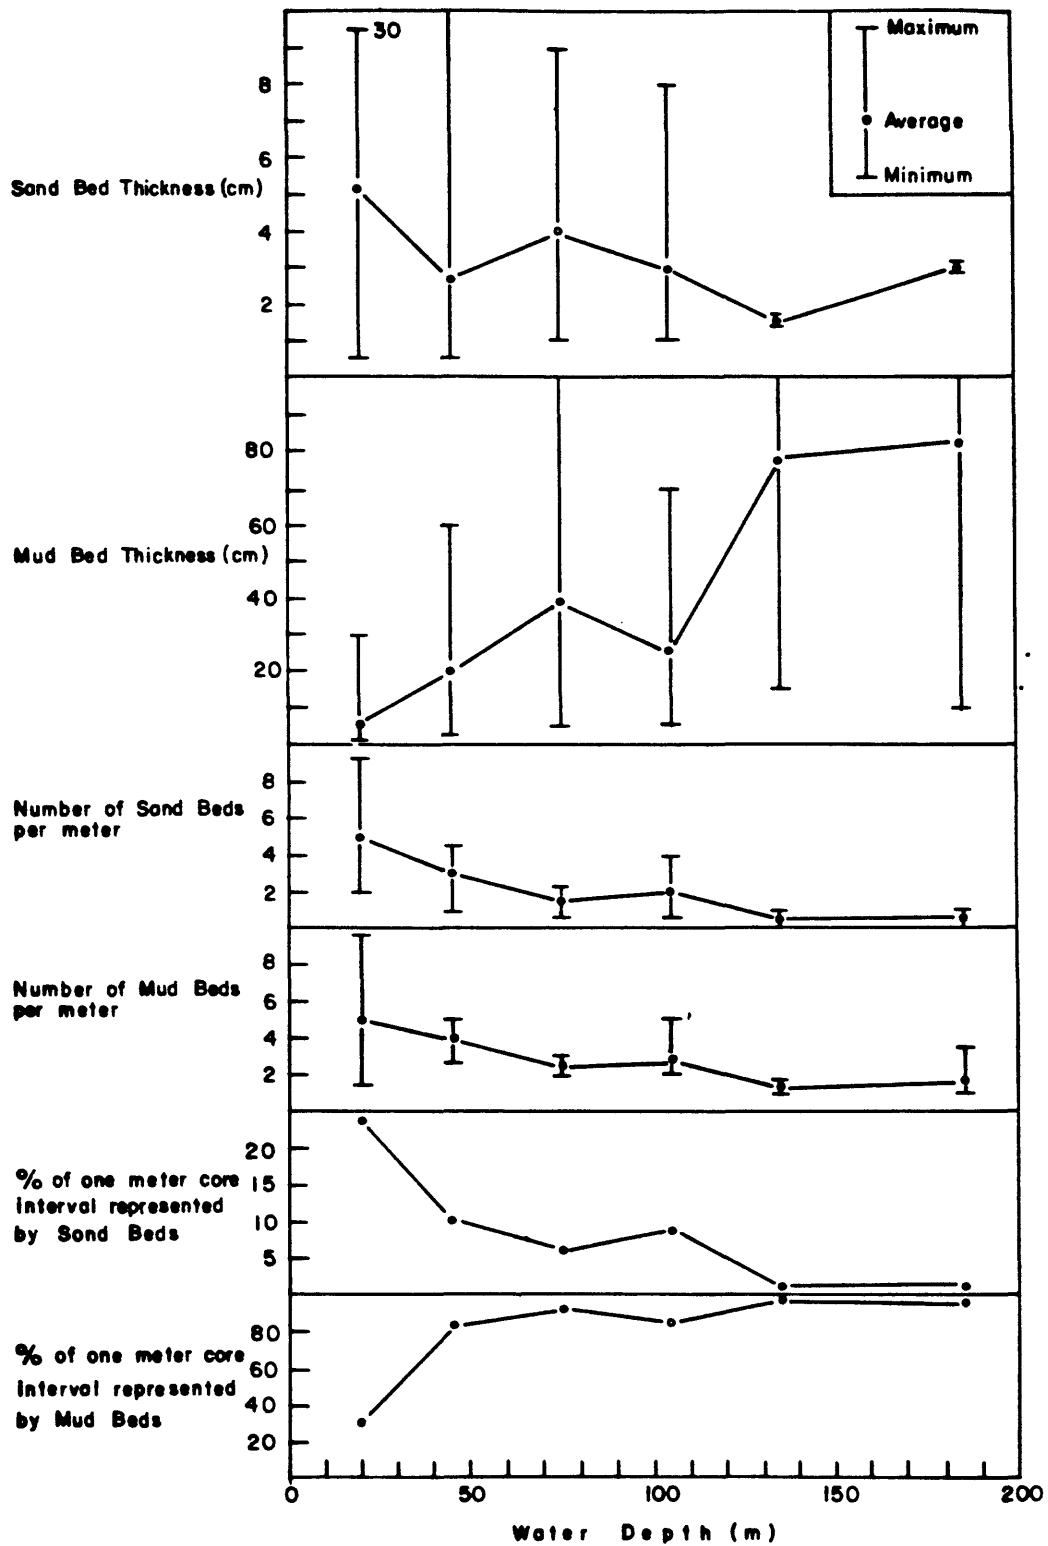 30
Maximum
Average
Minimum
8
6
Sand Bed Thickness (cm)
4
2
80
60
Mud Bed Thickness (cm)
40
20
8
Number of Sand Beds
per meter
6
4
2
8
Number of Mud Beds
per meter
6
4
2
20
% of one meter core
interval represented
by Sand Beds
15
10
5
80
% of one meter core
interval represented
by Mud Beds
60
40
20
0 50 100 150 200
Water Depth (m)